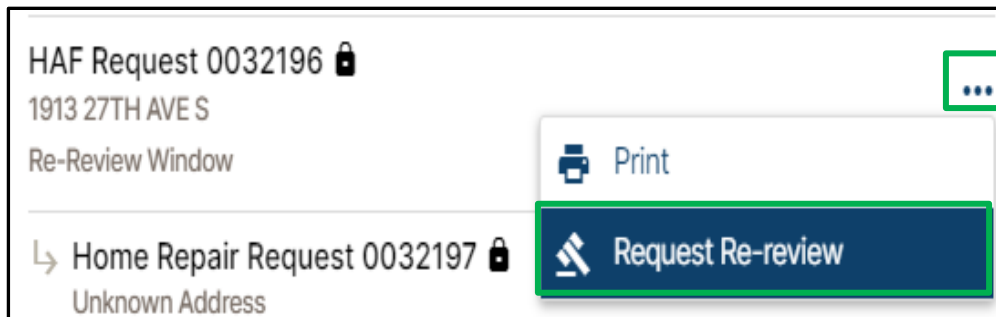 HAF Request 0032196
1913 27TH AVE S
Re-Review Window
Print
Request Re-review
Home Repair Request 0032197
Unknown Address